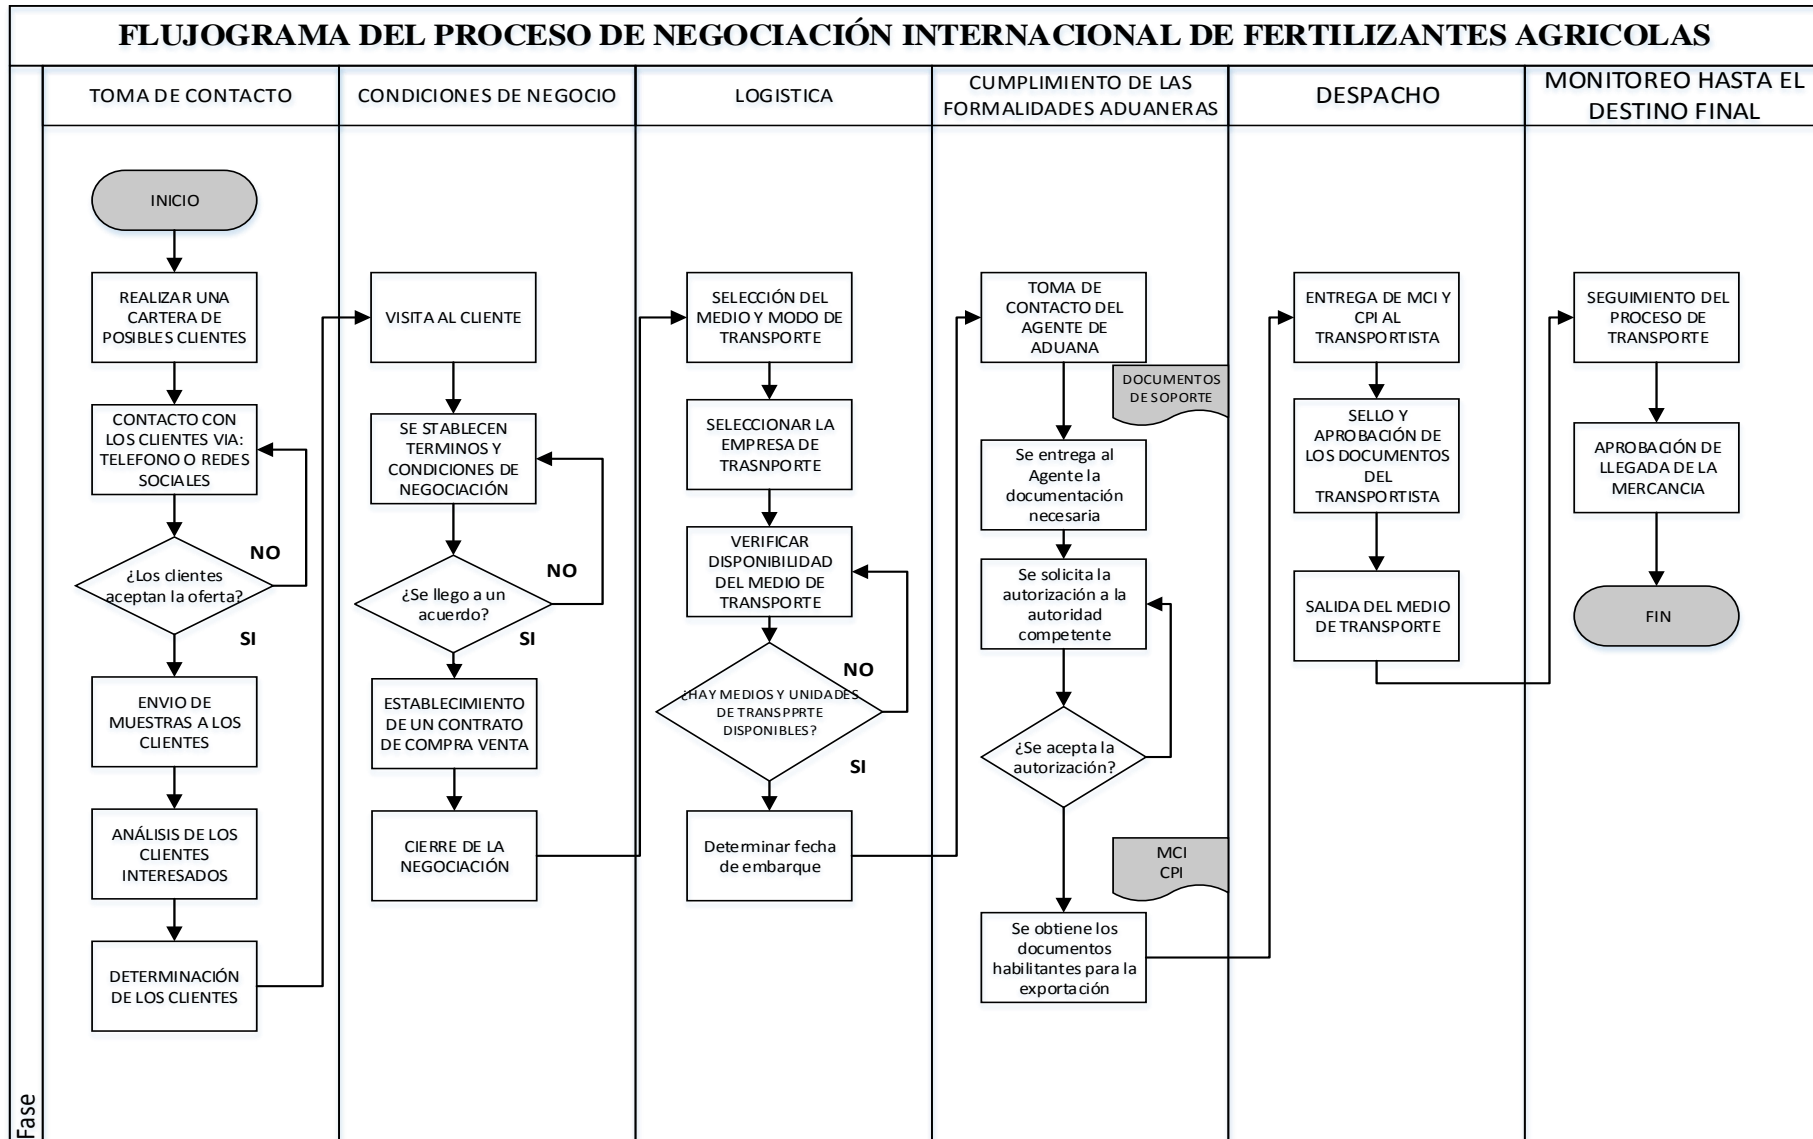 FLUJOGRAMA DEL PROCESO DE NEGOCIACIÓN INTERNACIONAL DE FERTILIZANTES AGRICOLAS
Fase
TOMA DE CONTACTO
INICIO
REALIZAR UNA
CARTERA DE
POSIBLES CLIENTES
CONTACTO CON
LOS CLIENTES VIA:
TELEFONO O REDES
SOCIALES
NO
¿Los clientes
aceptan la oferta?
SI
ENVIO DE
MUESTRAS A LOS
CLIENTES
ANÁLISIS DE LOS
CLIENTES
INTERESADOS
DETERMINACIÓN
DE LOS CLIENTES
CONDICIONES DE NEGOCIO
VISITA AL CLIENTE
SE STABLECEN
TERMINOS Y
CONDICIONES DE
NEGOCIACIÓN
NO
¿Se llego a un
acuerdo?
SI
ESTABLECIMIENTO
DE UN CONTRATO
DE COMPRA VENTA
CIERRE DE LA
NEGOCIACIÓN
LOGISTICA
SELECCIÓN DEL
MEDIO Y MODO DE
TRANSPORTE
SELECCIONAR LA
EMPRESA DE
TRASNPORTE
VERIFICAR
DISPONIBILIDAD
DEL MEDIO DE
TRANSPORTE
NO
¿HAY MEDIOS Y UNIDADES
DE TRANSPPRTE
DISPONIBLES?
SI
Determinar fecha
de embarque
CUMPLIMIENTO DE LAS
FORMALIDADES ADUANERAS
TOMA DE
CONTACTO DEL
AGENTE DE
ADUANA
DOCUMENTOS
DE SOPORTE
Se entrega al
Agente la
documentación
necesaria
Se solicita la
autorización a la
autoridad
competente
¿Se acepta la
autorización?
MCI
CPI
Se obtiene los
documentos
habilitantes para la
exportación
DESPACHO
ENTREGA DE MCI Y
CPI AL
TRANSPORTISTA
SELLO Y
APROBACIÓN DE
LOS DOCUMENTOS
DEL
TRANSPORTISTA
SALIDA DEL MEDIO
DE TRANSPORTE
MONITOREO HASTA EL
DESTINO FINAL
SEGUIMIENTO DEL
PROCESO DE
TRANSPORTE
APROBACIÓN DE
LLEGADA DE LA
MERCANCIA
FIN